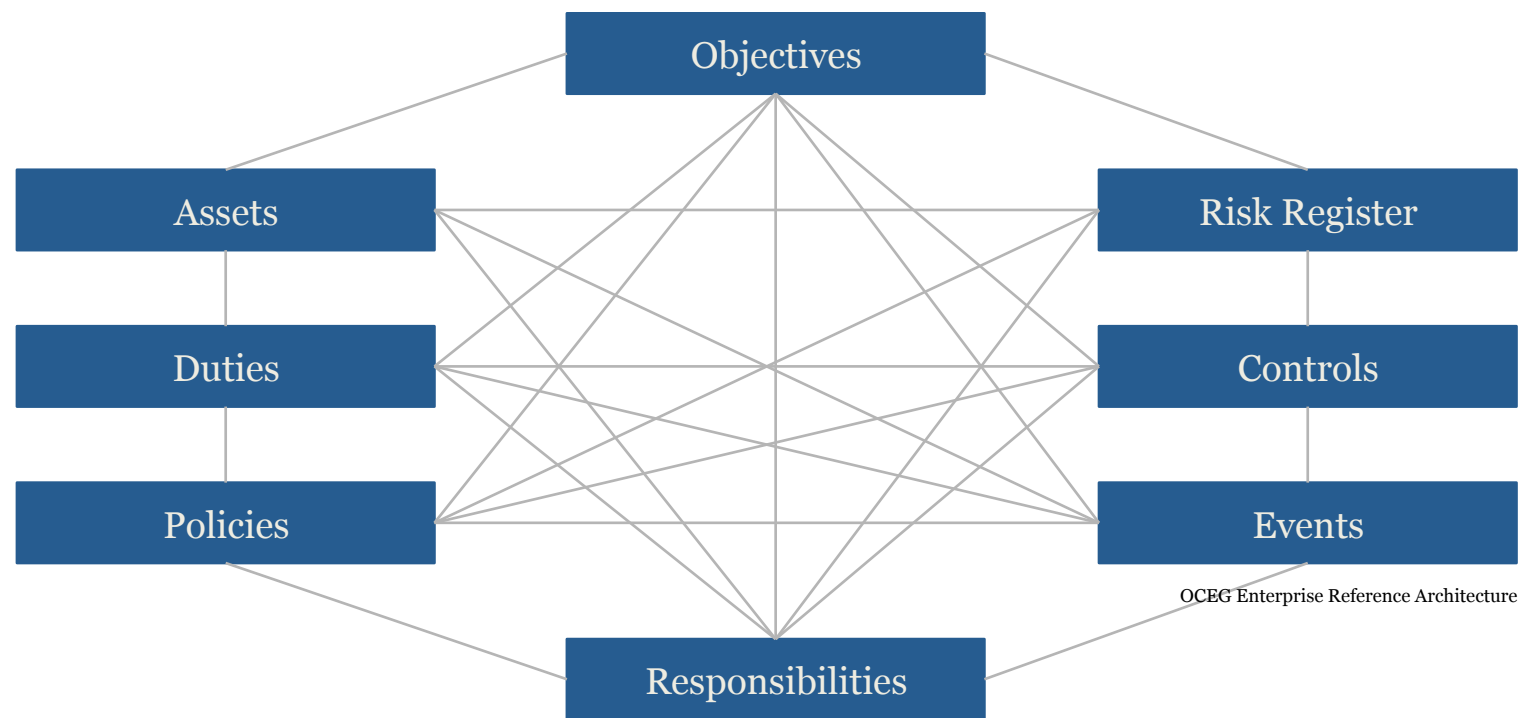 Objectives
Assets
Risk Register
Duties
Controls
Policies
Events
OCEG Enterprise Reference Architecture
Responsibilities